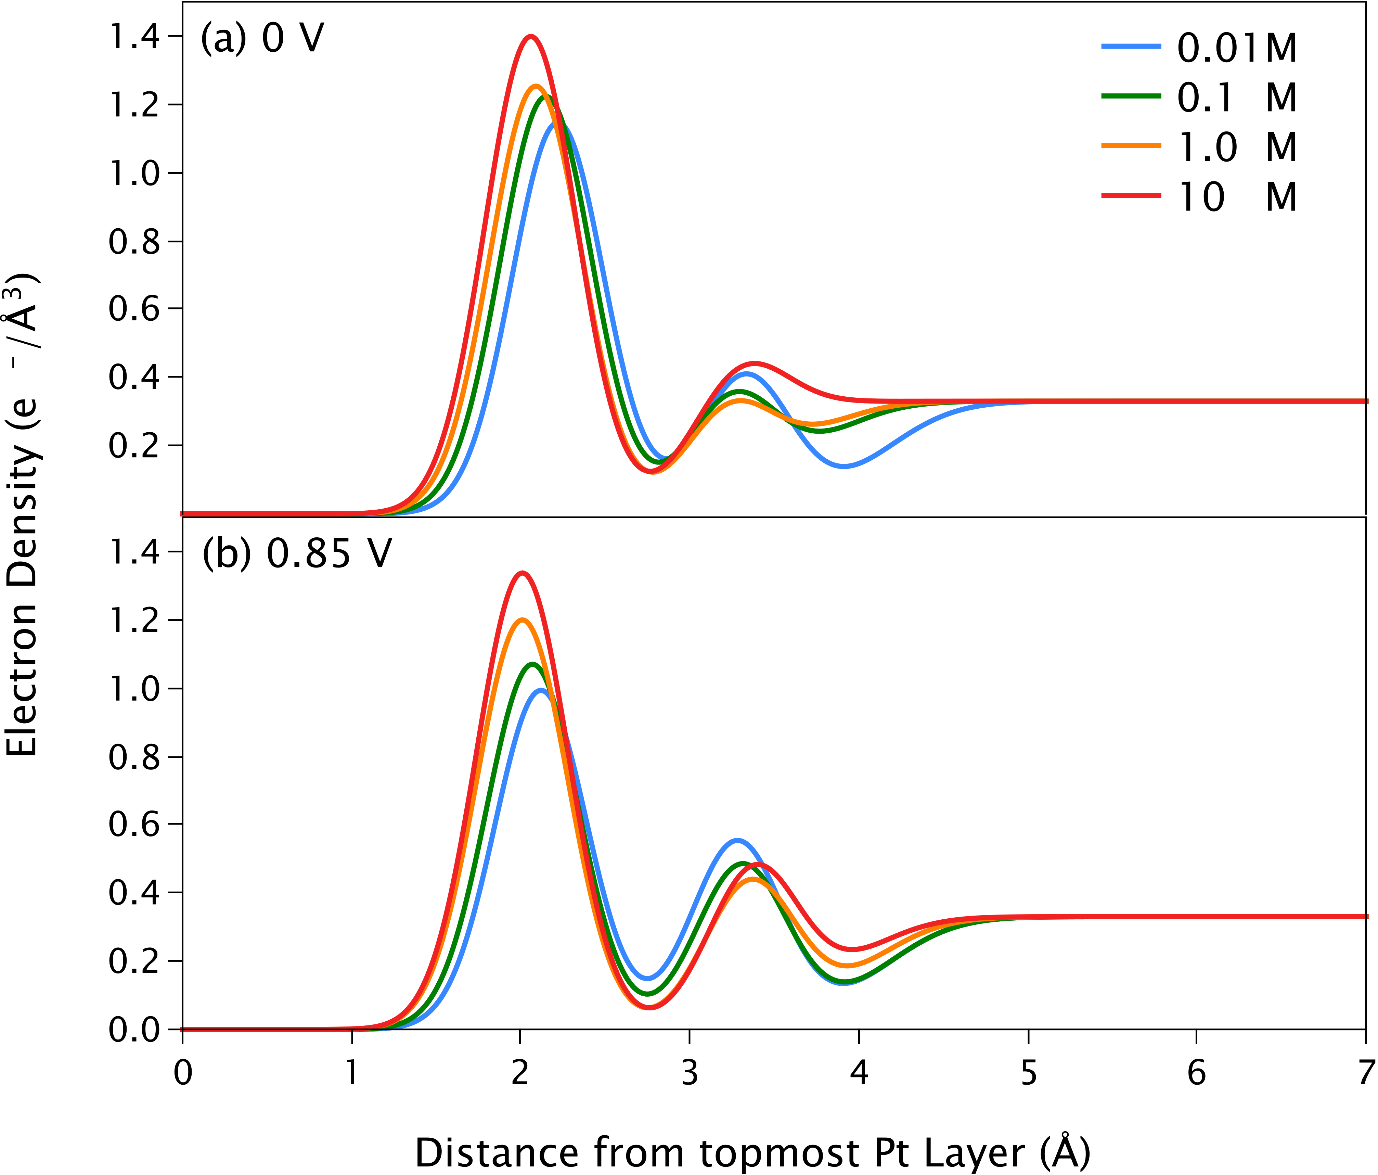 (a) 0 V
0.01M
0.1 M
1.0 M
10 M
1.4
1.2
1.0
0.8
0.6
0.4
0.2
Electron Density (e ⁻/Å³)
(b) 0.85 V
1.4
1.2
1.0
0.8
0.6
0.4
0.2
0.0
0 1 2 3 4 5 6 7
Distance from topmost Pt Layer (Å)